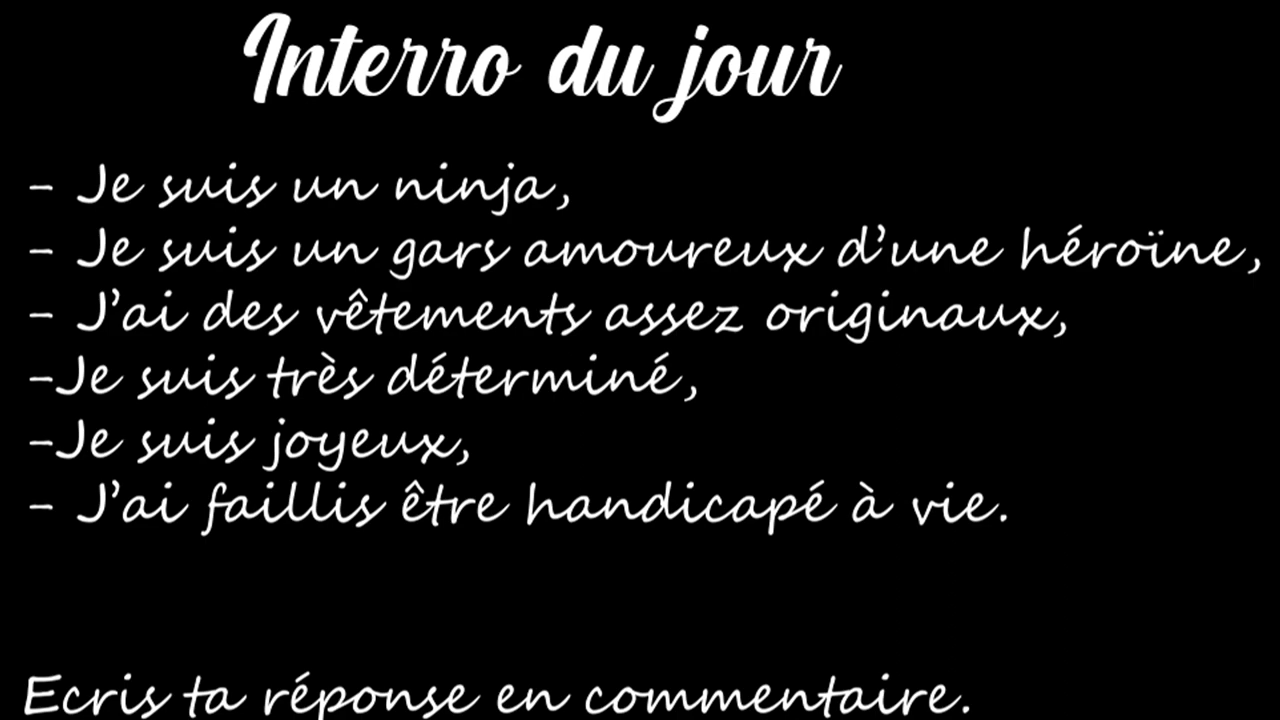 Interro du jour
- Je suis un ninja,
- Je suis un gars amoureux d'une héroïne,
- J'ai des vêtements assez originaux,
-Je suis très déterminé,
-Je suis joyeux,
- J'ai faillis être handicapé à vie.
Ecris ta réponse en commentaire.